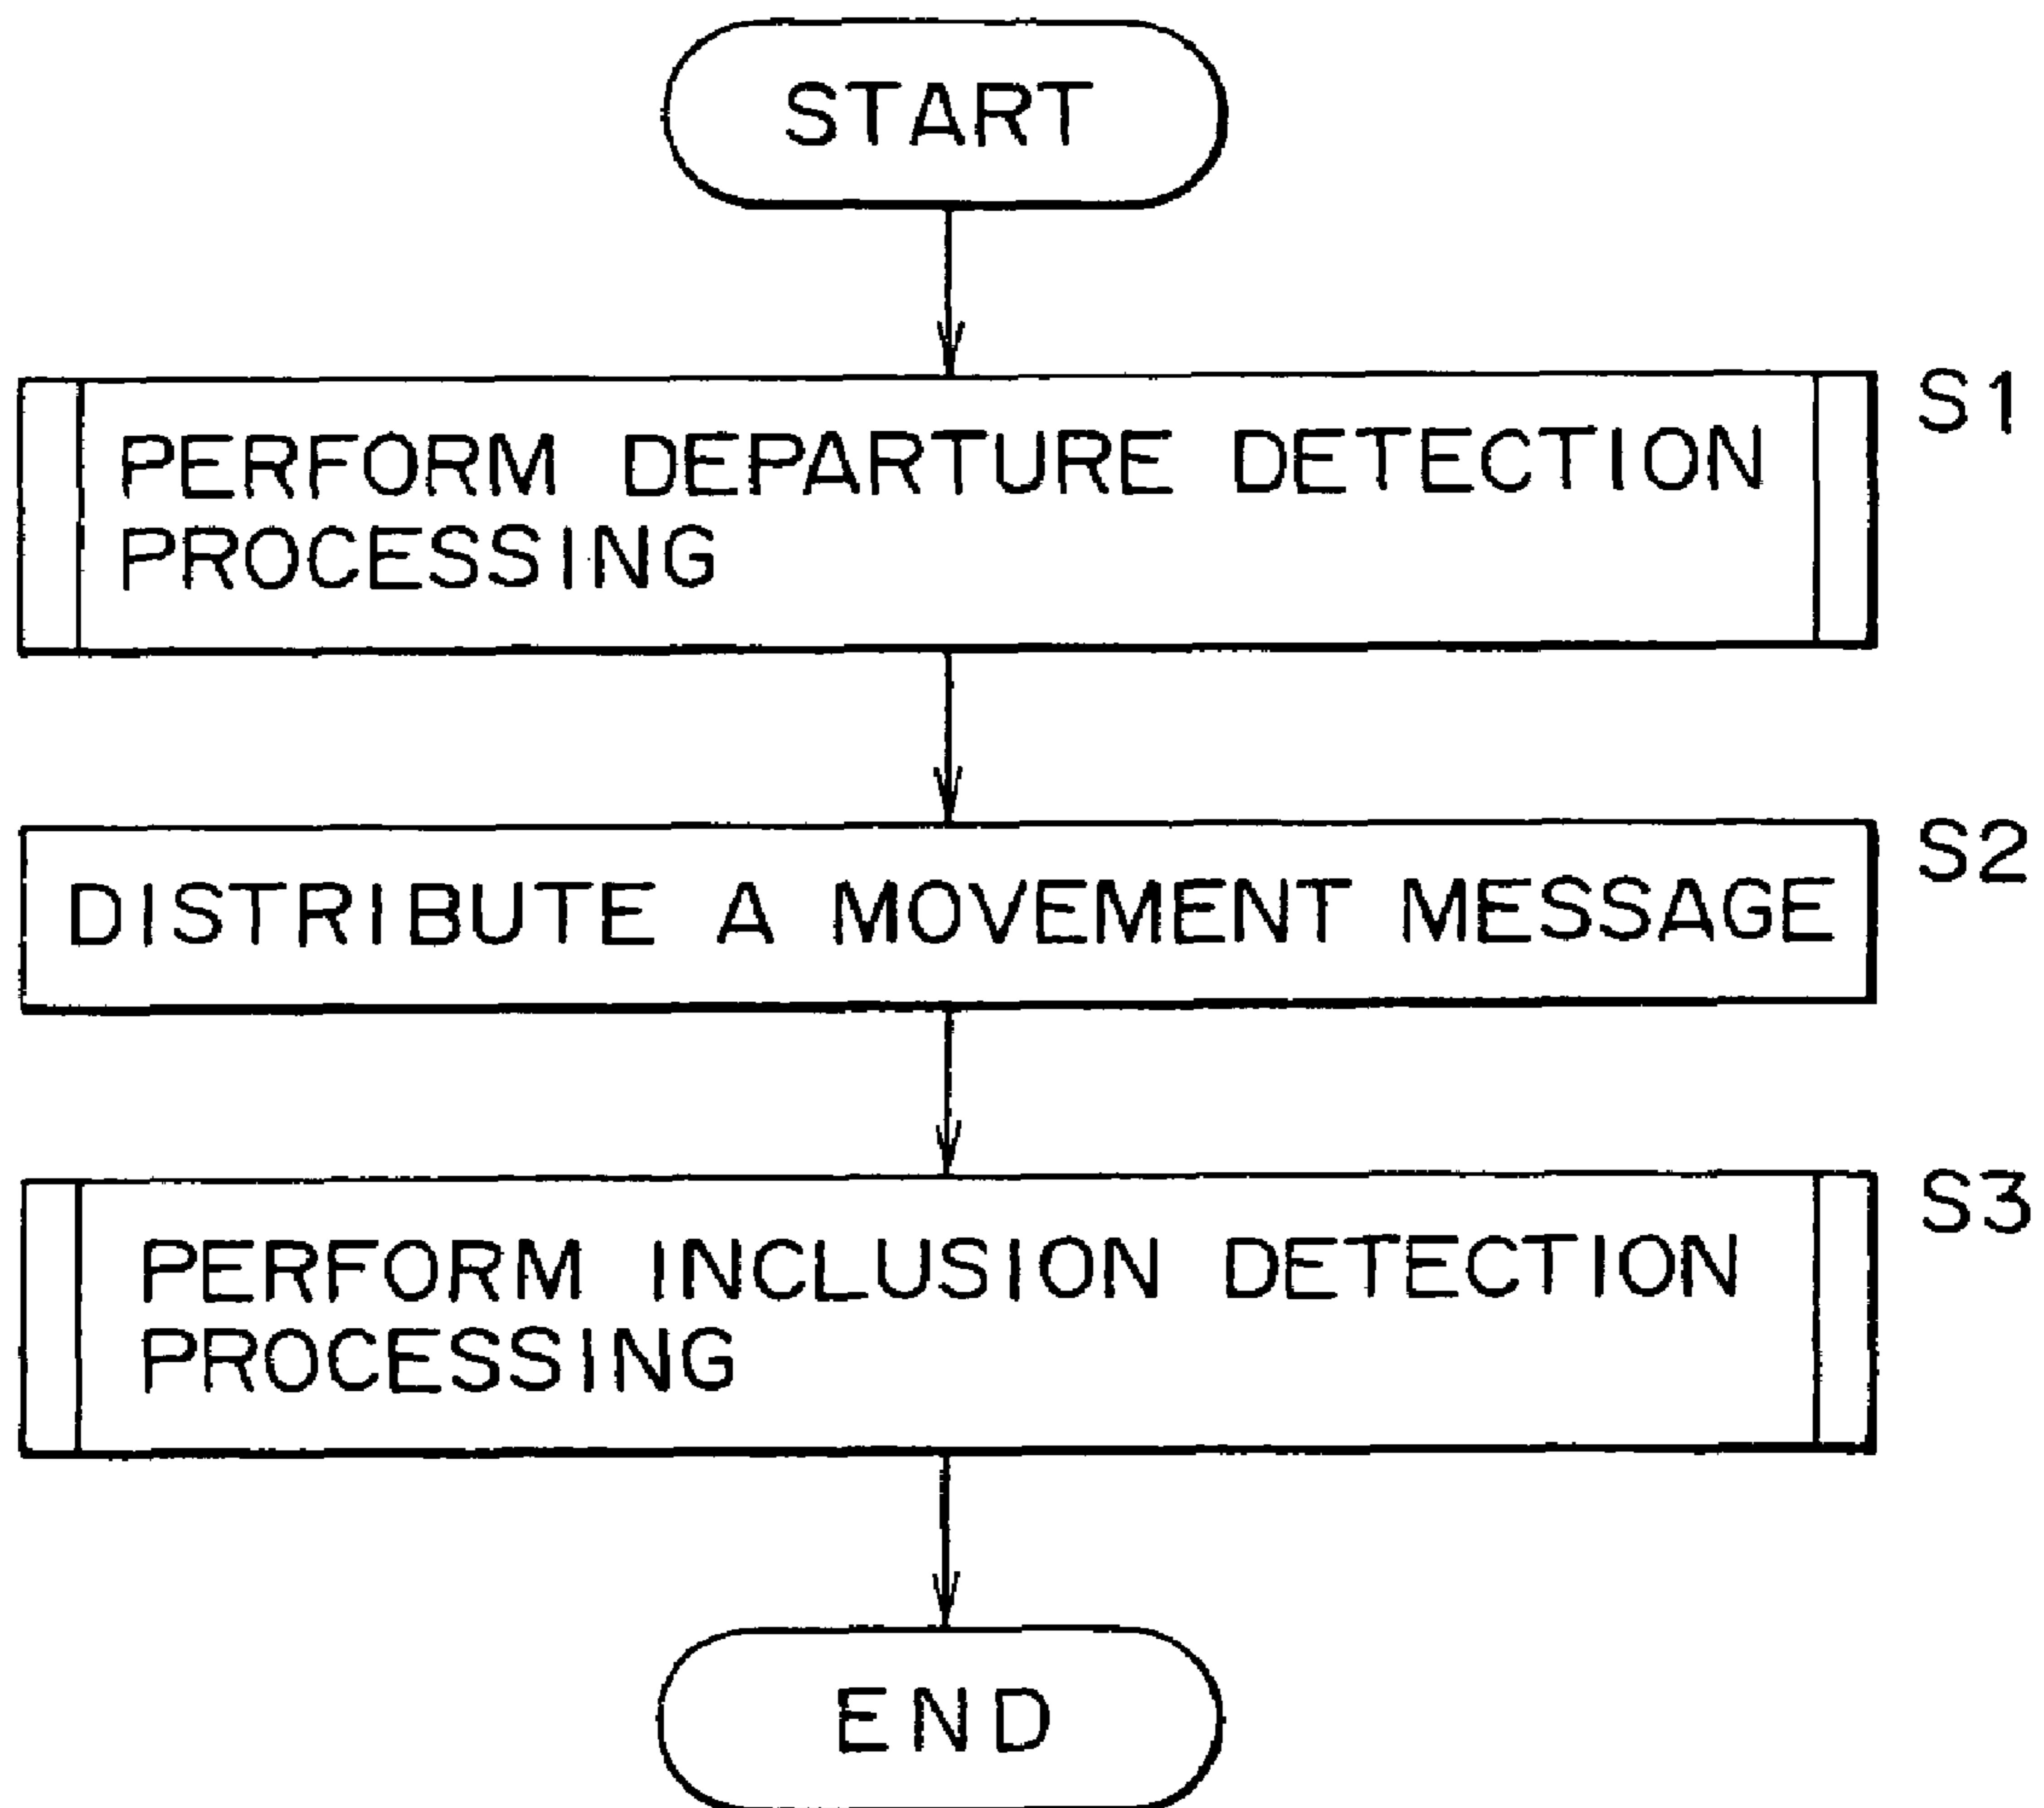 START
S1
PERFORM DEPARTURE DETECTION
PROCESSING
S2
DISTRIBUTE A MOVEMENT MESSAGE
S3
PERFORM INCLUSION DETECTION
PROCESSING
END